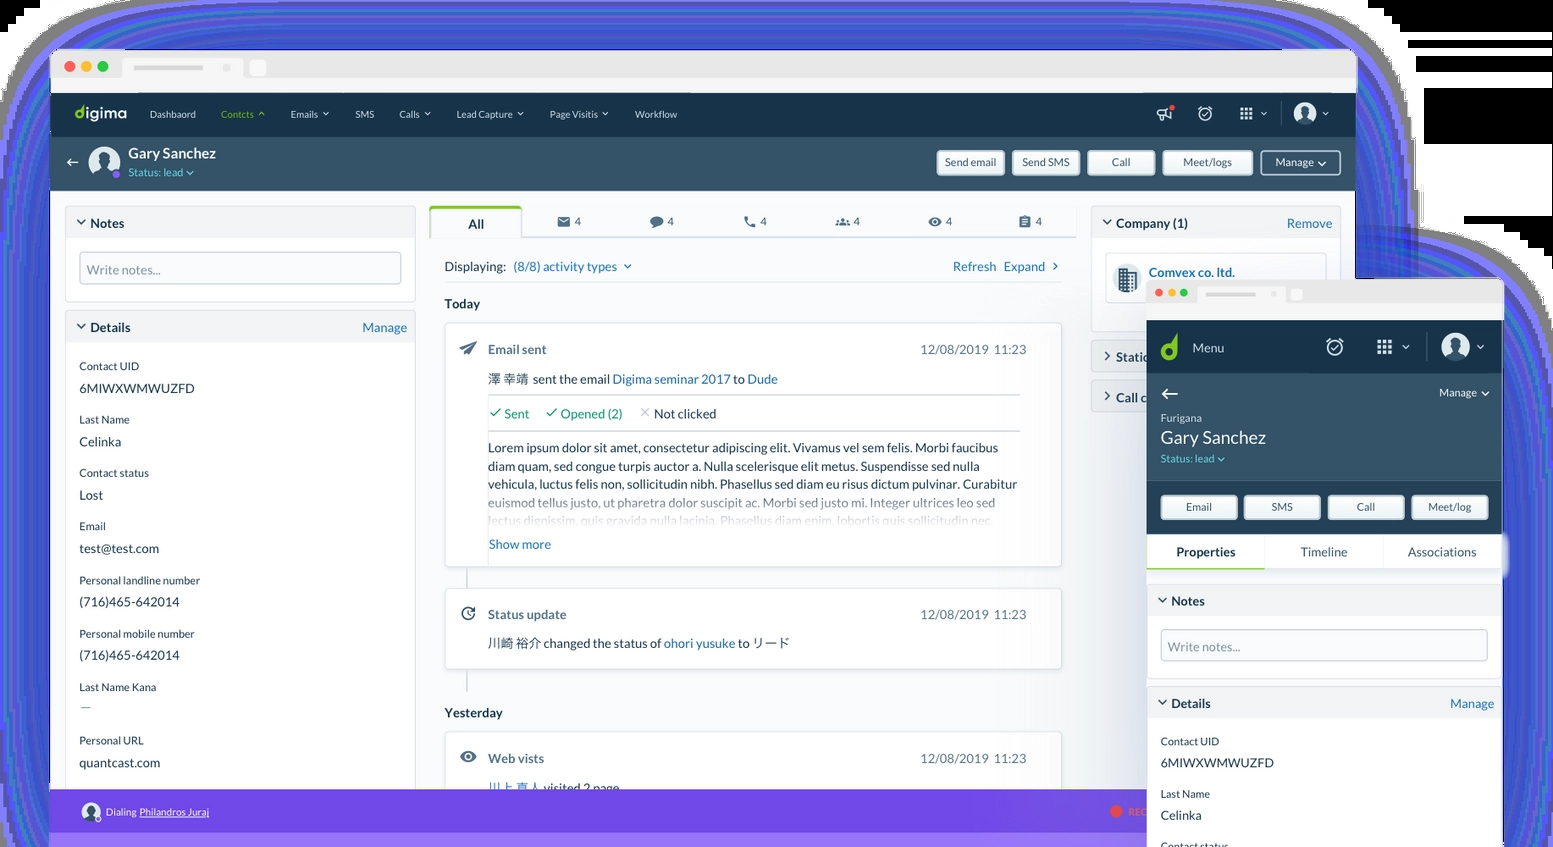 digima
Dashbaord
Contcts
Emails
SMS
Calls
Lead Capture
Page Visitis
Workflow
Gary Sanchez
Status: lead
Send email
Send SMS
Call
Meet/logs
Manage
Notes
Write notes...
Details
Manage
Contact UID
6MIWXWMWUZFD
Last Name
Celinka
Contact status
Lost
Email
test@test.com
Personal landline number
(716)465-642014
Personal mobile number
(716)465-642014
Last Name Kana
—
Personal URL
quantcast.com
All
4
4
4
4
4
4
Displaying: (8/8) activity types
Refresh Expand
Today
Email sent 12/08/2019 11:23
澤 幸靖 sent the email Digima seminar 2017 to Dude
Sent Opened (2) Not clicked
Lorem ipsum dolor sit amet, consectetur adipiscing elit. Vivamus vel sem felis. Morbi faucibus
diam quam, sed congue turpis auctor a. Nulla scelerisque elit metus. Suspendisse sed nulla
vehicula, luctus felis non, sollicitudin nibh. Phasellus sed diam eu risus dictum pulvinar. Curabitur
euismod tellus justo, ut pharetra dolor suscipit ac. Morbi sed justo mi. Integer ultrices leo sed
lectus dignissim, quis gravida nulla lacinia. Phasellus diam enim, lobortis quis sollicitudin nec,
Show more
Status update 12/08/2019 11:23
川崎 裕介 changed the status of ohori yusuke to リード
Yesterday
Web vists 12/08/2019 11:23
川上 真人 visited 2 page
Company (1)
Remove
Comvex co. ltd.
Static
Call c
Dialing Philandros Juraj
REC
Menu
Manage
Furigana
Gary Sanchez
Status: lead
Email
SMS
Call
Meet/log
Properties
Timeline
Associations
Notes
Write notes...
Details
Manage
Contact UID
6MIWXWMWUZFD
Last Name
Celinka
Contact status